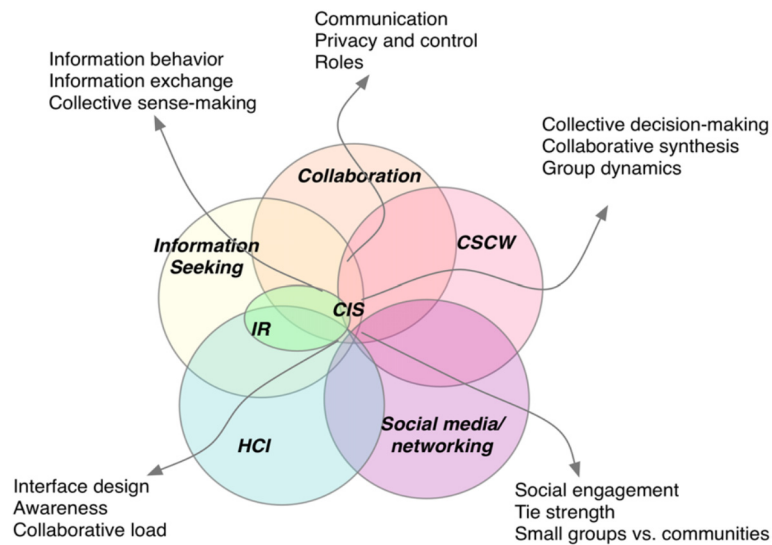 Communication
Privacy and control
Roles
Information behavior
Information exchange
Collective sense-making
Collective decision-making
Collaborative synthesis
Group dynamics
Collaboration
CSCW
Information
Seeking
CIS
IR
Social media/
networking
HCI
Interface design
Awareness
Collaborative load
Social engagement
Tie strength
Small groups vs. communities